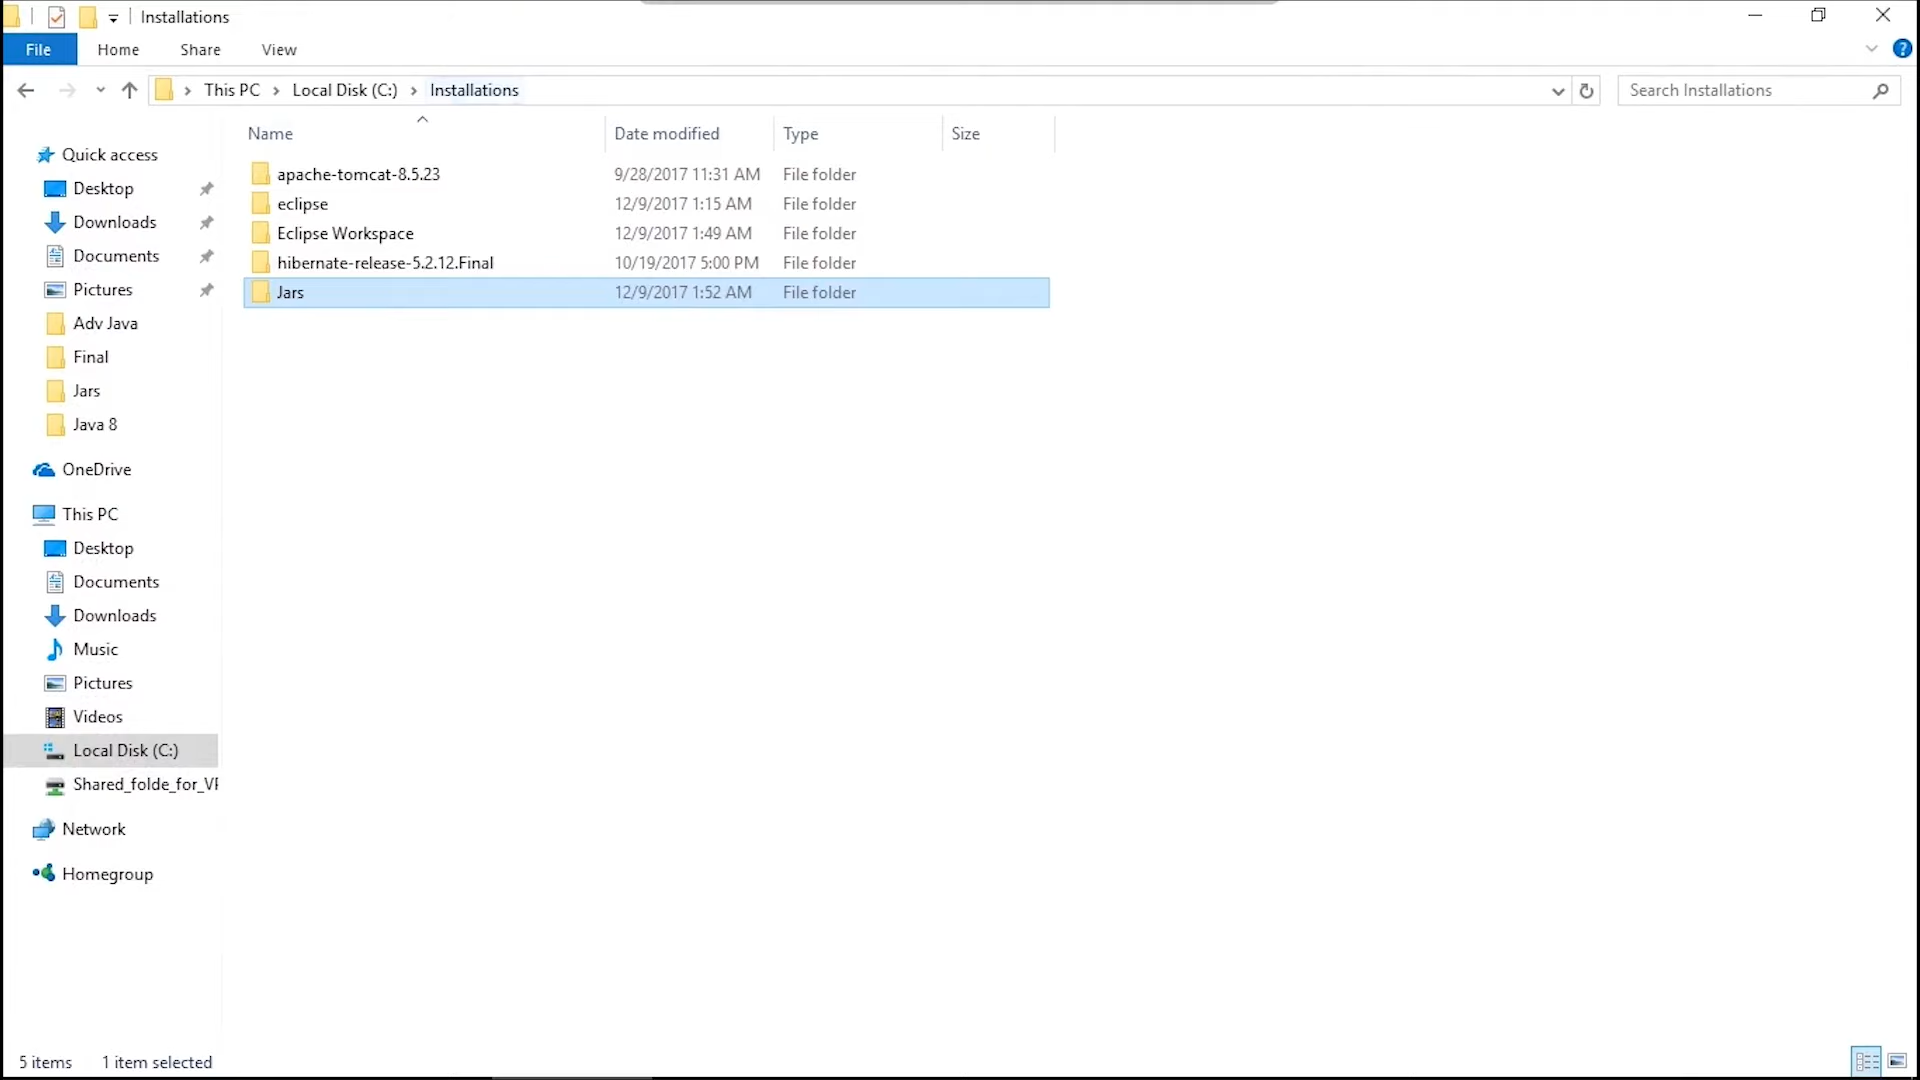 Installations
File Home Share View
This PC Local Disk (C:) Installations
Search Installations
Name Date modified Type Size
apache-tomcat-8.5.23 9/28/2017 11:31 AM File folder
eclipse 12/9/2017 1:15 AM File folder
Eclipse Workspace 12/9/2017 1:49 AM File folder
hibernate-release-5.2.12.Final 10/19/2017 5:00 PM File folder
Jars 12/9/2017 1:52 AM File folder
Quick access
Desktop
Downloads
Documents
Pictures
Adv Java
Final
Jars
Java 8
OneDrive
This PC
Desktop
Documents
Downloads
Music
Pictures
Videos
Local Disk (C:)
Shared_folde_for_VF
Network
Homegroup
5 items 1 item selected